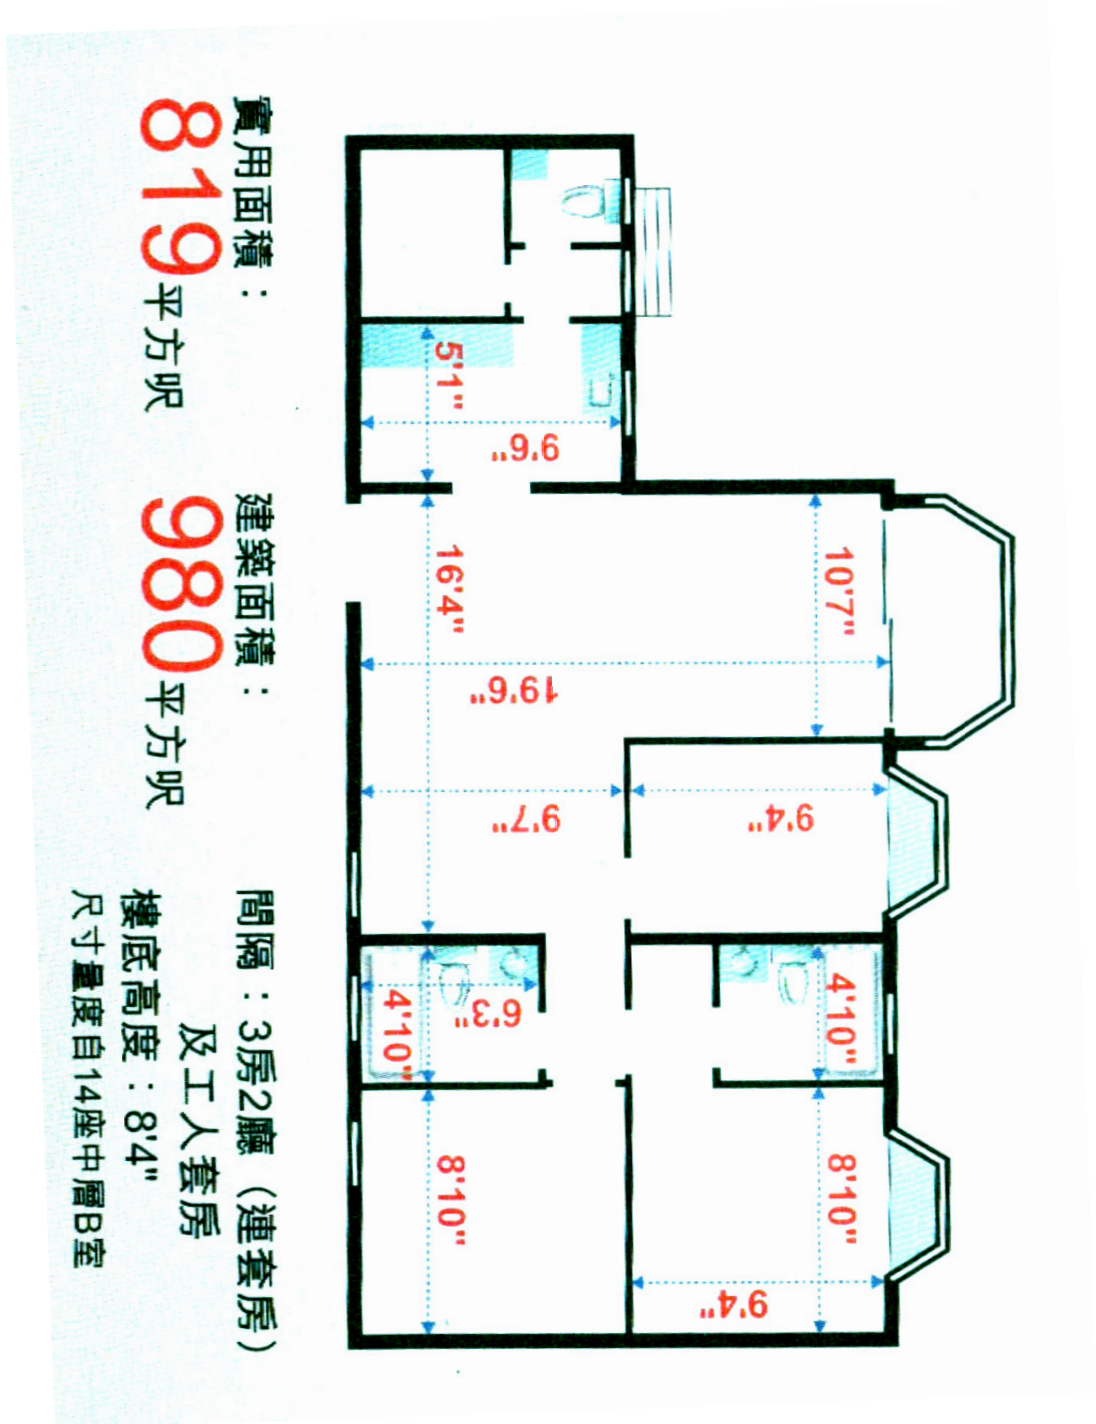 實用面積：
819平方呎
建築面積：
980平方呎
間隔：3房2廳（連套房）
及工人套房
樓底高度：8'4"
尺寸量度自14座中層B室
5'1"
9'6"
16'4"
10'7"
19'6"
9'7"
9'4"
4'10"
6'3"
4'10"
8'10"
8'10"
9'4"